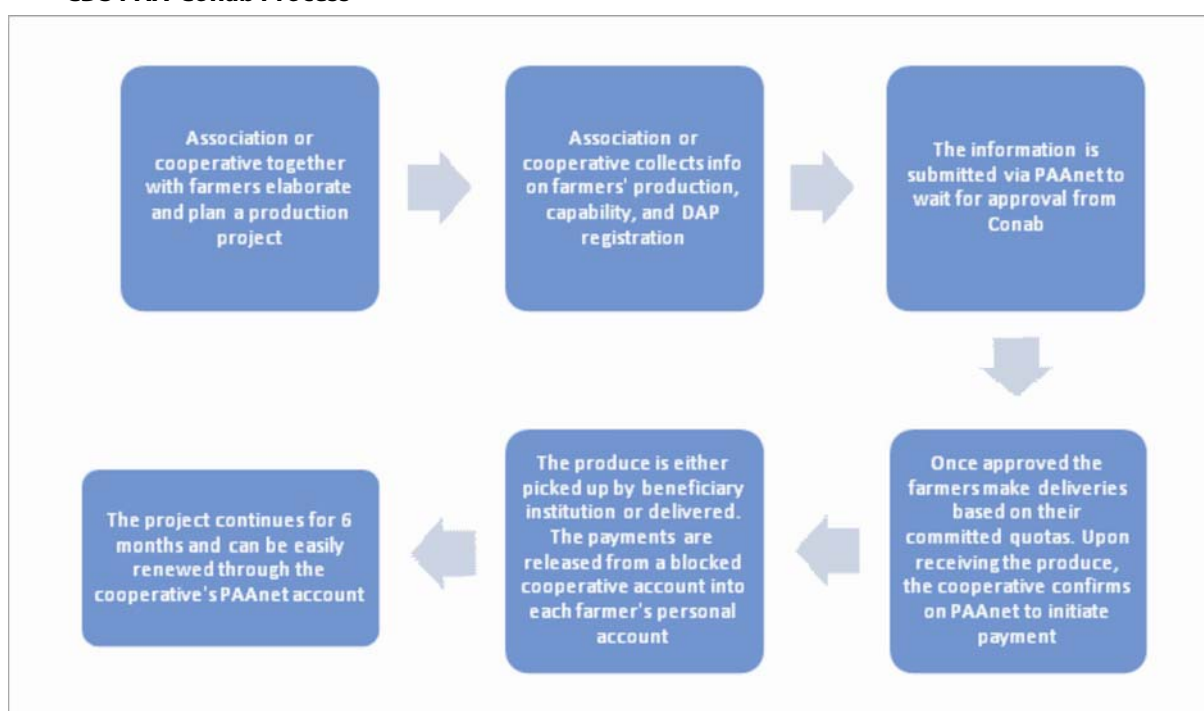 Association or
cooperative together
with farmers elaborate
and plan a production
project
Association or
cooperative collects info
on farmers' production,
capability, and DAP
registration
The information is
submitted via PAAnet to
wait for approval from
Conab
Once approved the
farmers make deliveries
based on their
committed quotas. Upon
receiving the produce,
the cooperative confirms
on PAAnet to initiate
payment
The produce is either
picked up by beneficiary
institution or delivered.
The payments are
released from a blocked
cooperative account into
each farmer's personal
account
The project continues for 6
months and can be easily
renewed through the
cooperative's PAAnet account